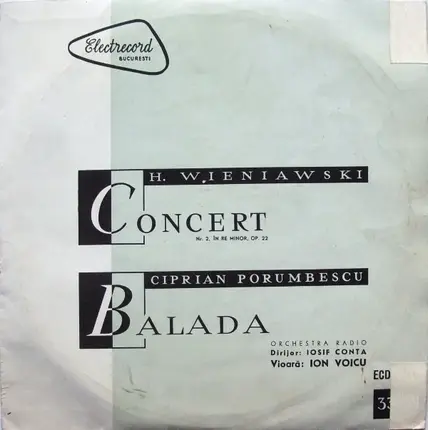 Electrecord
BUCUREȘTI
H. WIENIAWSKI
CONCERT
Nr. 2, ÎN RE MINOR, OP. 22
CIPRIAN PORUMBESCU
BALADA
ORCHESTRA RADIO
Dirijor: IOSIF CONTA
Vioară: ION VOICU
ECD
33